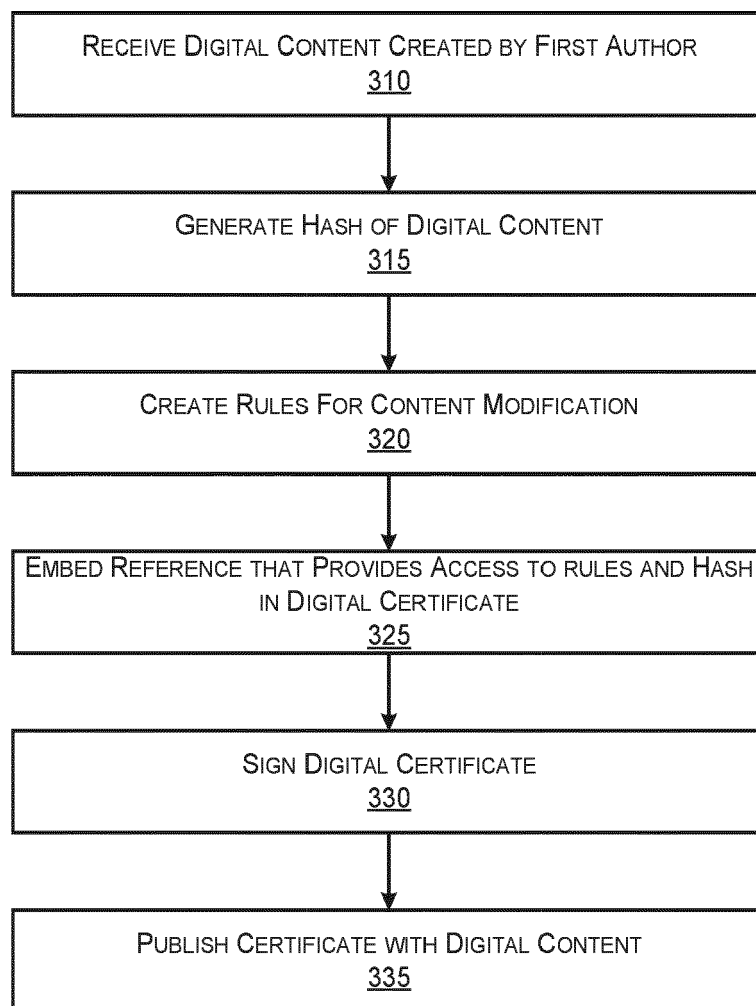 RECEIVE DIGITAL CONTENT CREATED BY FIRST AUTHOR
310
GENERATE HASH OF DIGITAL CONTENT
315
CREATE RULES FOR CONTENT MODIFICATION
320
EMBED REFERENCE THAT PROVIDES ACCESS TO RULES AND HASH
IN DIGITAL CERTIFICATE
325
SIGN DIGITAL CERTIFICATE
330
PUBLISH CERTIFICATE WITH DIGITAL CONTENT
335